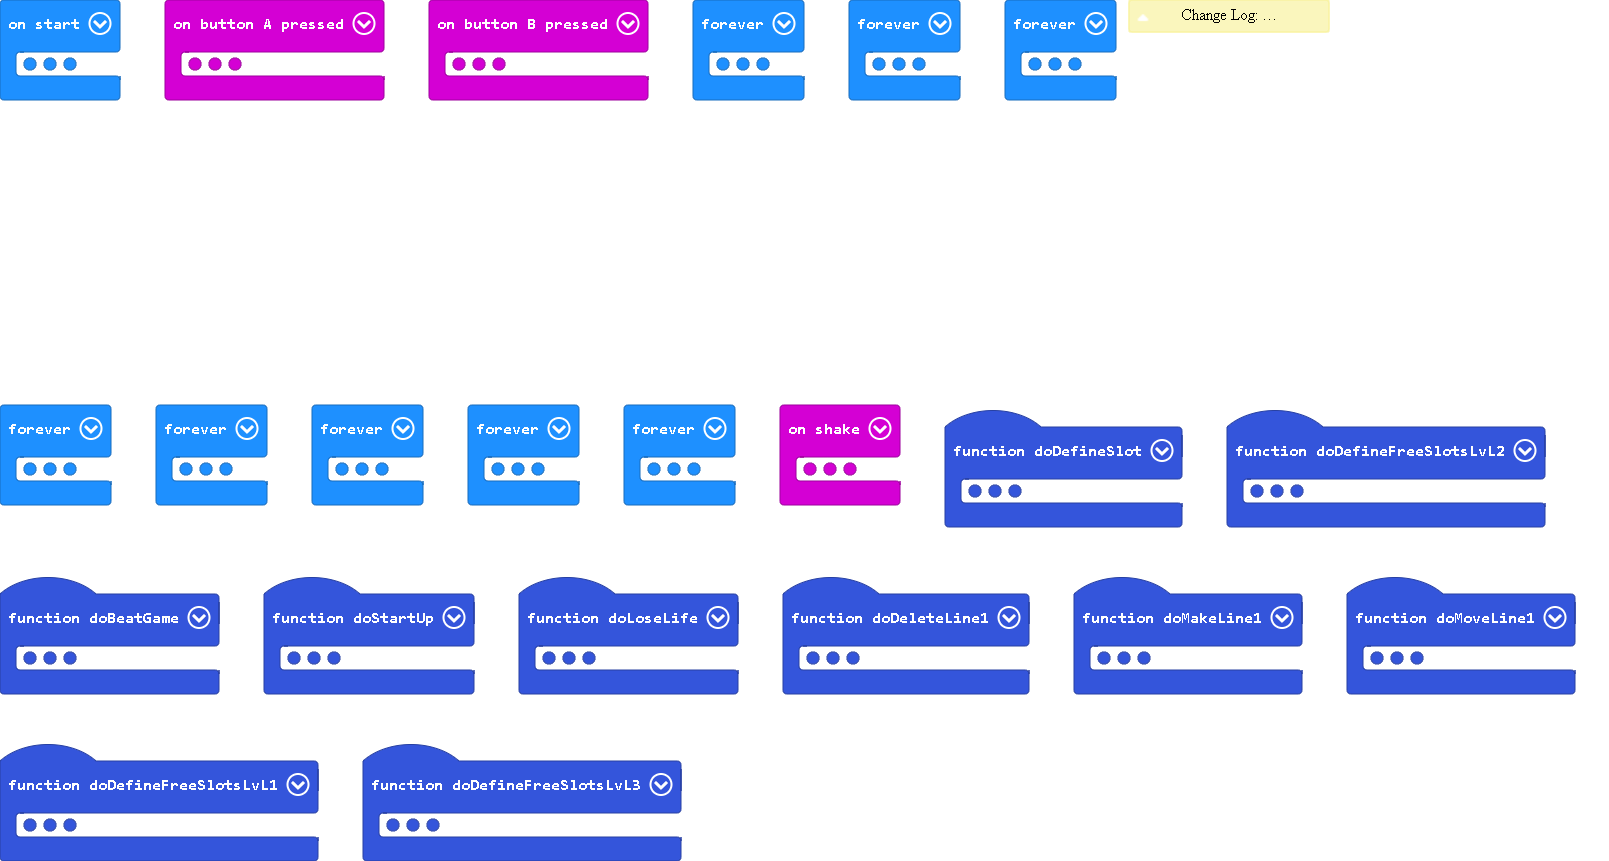 on start
on button A pressed
on button B pressed
forever
forever
forever
Change Log: ...
forever
forever
forever
forever
forever
on shake
function doDefineSlot
function doDefineFreeSlotsLvL2
function doBeatGame
function doStartUp
function doLoseLife
function doDeleteLine1
function doMakeLine1
function doMoveLine1
function doDefineFreeSlotsLvL1
function doDefineFreeSlotsLvL3